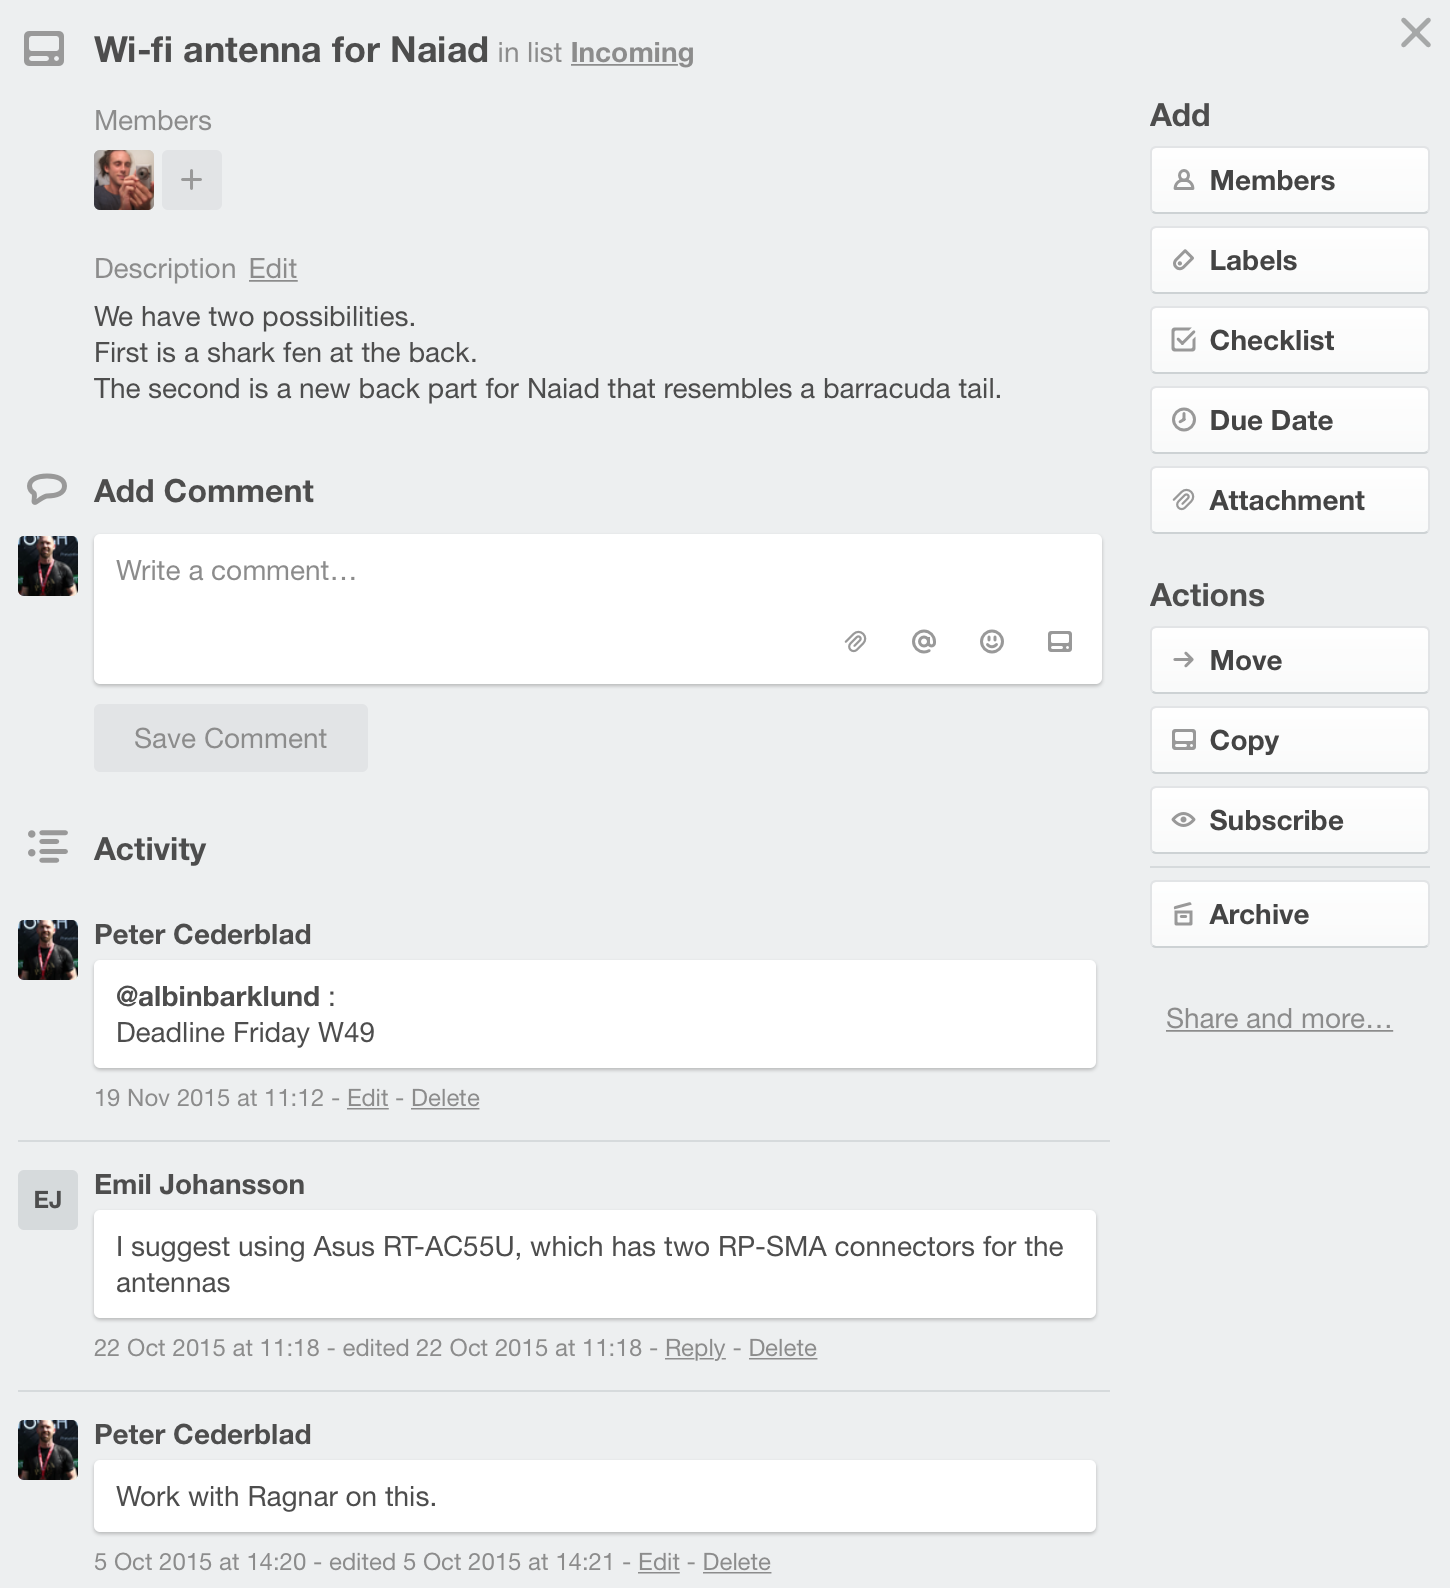 Wi-fi antenna for Naiad in list Incoming
Members
Description Edit
We have two possibilities.
First is a shark fen at the back.
The second is a new back part for Naiad that resembles a barracuda tail.
Add Comment
Write a comment…
Save Comment
Activity
Peter Cederblad
@albinbarklund :
Deadline Friday W49
19 Nov 2015 at 11:12 - Edit - Delete
EJ
Emil Johansson
I suggest using Asus RT-AC55U, which has two RP-SMA connectors for the
antennas
22 Oct 2015 at 11:18 - edited 22 Oct 2015 at 11:18 - Reply - Delete
Peter Cederblad
Work with Ragnar on this.
5 Oct 2015 at 14:20 - edited 5 Oct 2015 at 14:21 - Edit - Delete
Add
Members
Labels
Checklist
Due Date
Attachment
Actions
Move
Copy
Subscribe
Archive
Share and more…